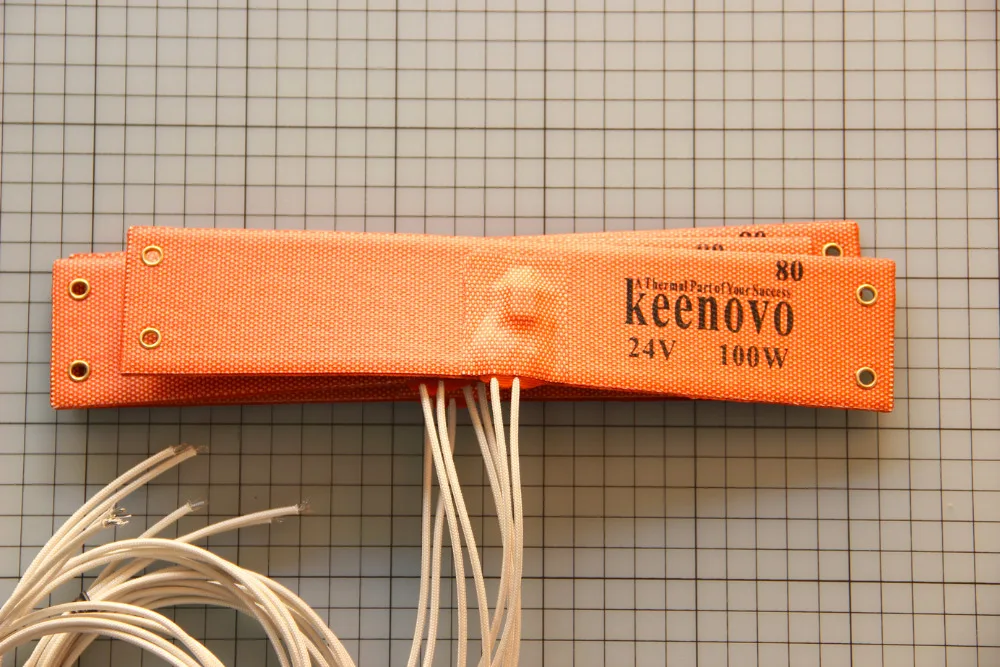 80
A Thermal Part of Your Success
keenovo
24V 100W